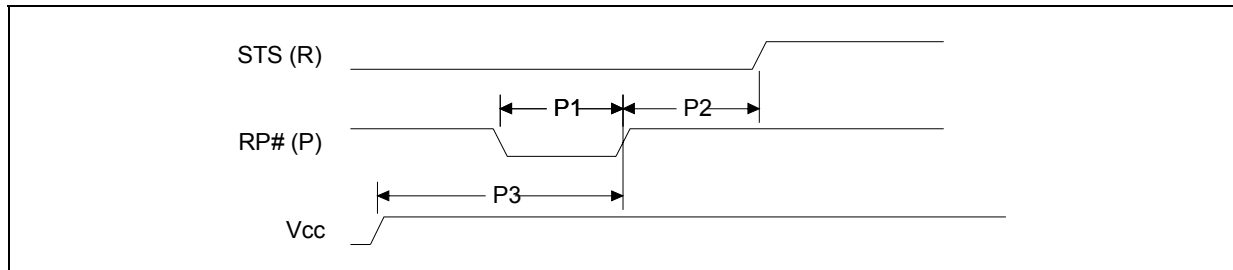 STS (R)
P1
P2
RP# (P)
P3
Vcc